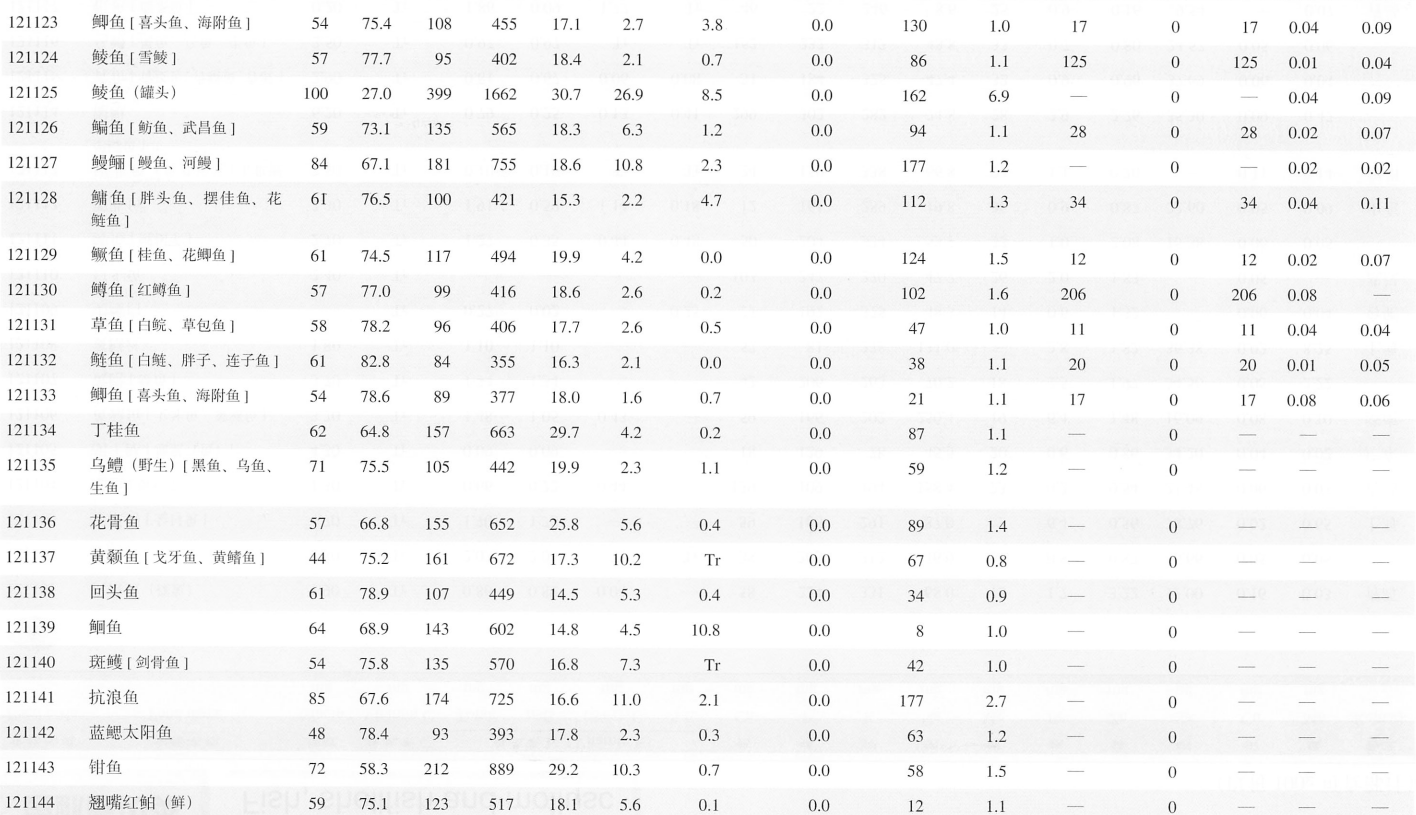 121123 鲫鱼 [ 喜头鱼、海附鱼 ] 54 75.4 108 455 17.1 2.7 3.8 0.0 130 1.0 17 0 17 0.04 0.09
121124 鲮鱼 [ 雪鲮 ] 57 77.7 95 402 18.4 2.1 0.7 0.0 86 1.1 125 0 125 0.01 0.04
121125 鲮鱼（罐头） 100 27.0 399 1662 30.7 26.9 8.5 0.0 162 6.9 — 0 — 0.04 0.09
121126 鳊鱼 [ 鲂鱼、武昌鱼 ] 59 73.1 135 565 18.3 6.3 1.2 0.0 94 1.1 28 0 28 0.02 0.07
121127 鳗鲡 [ 鳗鱼、河鳗 ] 84 67.1 181 755 18.6 10.8 2.3 0.0 177 1.2 — 0 — 0.02 0.02
121128 鳙鱼 [ 胖头鱼、摆佳鱼、花 61 76.5 100 421 15.3 2.2 4.7 0.0 112 1.3 34 0 34 0.04 0.11
鲢鱼 ]
121129 鳜鱼 [ 桂鱼、花鲫鱼 ] 61 74.5 117 494 19.9 4.2 0.0 0.0 124 1.5 12 0 12 0.02 0.07
121130 鳟鱼 [ 红鳟鱼 ] 57 77.0 99 416 18.6 2.6 0.2 0.0 102 1.6 206 0 206 0.08 —
121131 草鱼 [ 白鲩、草包鱼 ] 58 78.2 96 406 17.7 2.6 0.5 0.0 47 1.0 11 0 11 0.04 0.04
121132 鲢鱼 [ 白鲢、胖子、连子鱼 ] 61 82.8 84 355 16.3 2.1 0.0 0.0 38 1.1 20 0 20 0.01 0.05
121133 鲫鱼 [ 喜头鱼、海附鱼 ] 54 78.6 89 377 18.0 1.6 0.7 0.0 21 1.1 17 0 17 0.08 0.06
121134 丁桂鱼 62 64.8 157 663 29.7 4.2 0.2 0.0 87 1.1 — 0 — — —
121135 乌鳢（野生）[ 黑鱼、乌鱼、 71 75.5 105 442 19.9 2.3 1.1 0.0 59 1.2 — 0 — — —
生鱼 ]
121136 花骨鱼 57 66.8 155 652 25.8 5.6 0.4 0.0 89 1.4 — 0 — — —
121137 黄颡鱼 [ 戈牙鱼、黄鳍鱼 ] 44 75.2 161 672 17.3 10.2 Tr 0.0 67 0.8 — 0 — — —
121138 回头鱼 61 78.9 107 449 14.5 5.3 0.4 0.0 34 0.9 — 0 — — —
121139 鮰鱼 64 68.9 143 602 14.8 4.5 10.8 0.0 8 1.0 — 0 — — —
121140 斑鳠 [ 剑骨鱼 ] 54 75.8 135 570 16.8 7.3 Tr 0.0 42 1.0 — 0 — — —
121141 抗浪鱼 85 67.6 174 725 16.6 11.0 2.1 0.0 177 2.7 — 0 — — —
121142 蓝鳃太阳鱼 48 78.4 93 393 17.8 2.3 0.3 0.0 63 1.2 — 0 — — —
121143 钳鱼 72 58.3 212 889 29.2 10.3 0.7 0.0 58 1.5 — 0 — — —
121144 翘嘴红鲌（鲜） 59 75.1 123 517 18.1 5.6 0.1 0.0 12 1.1 — 0 — — —